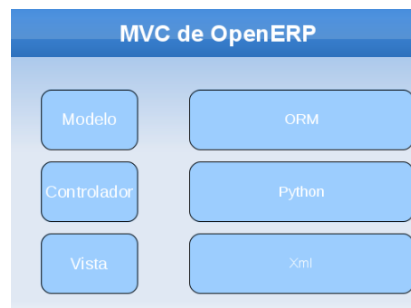 MVC de OpenERP
Modelo
ORM
Controlador
Python
Vista
Xml